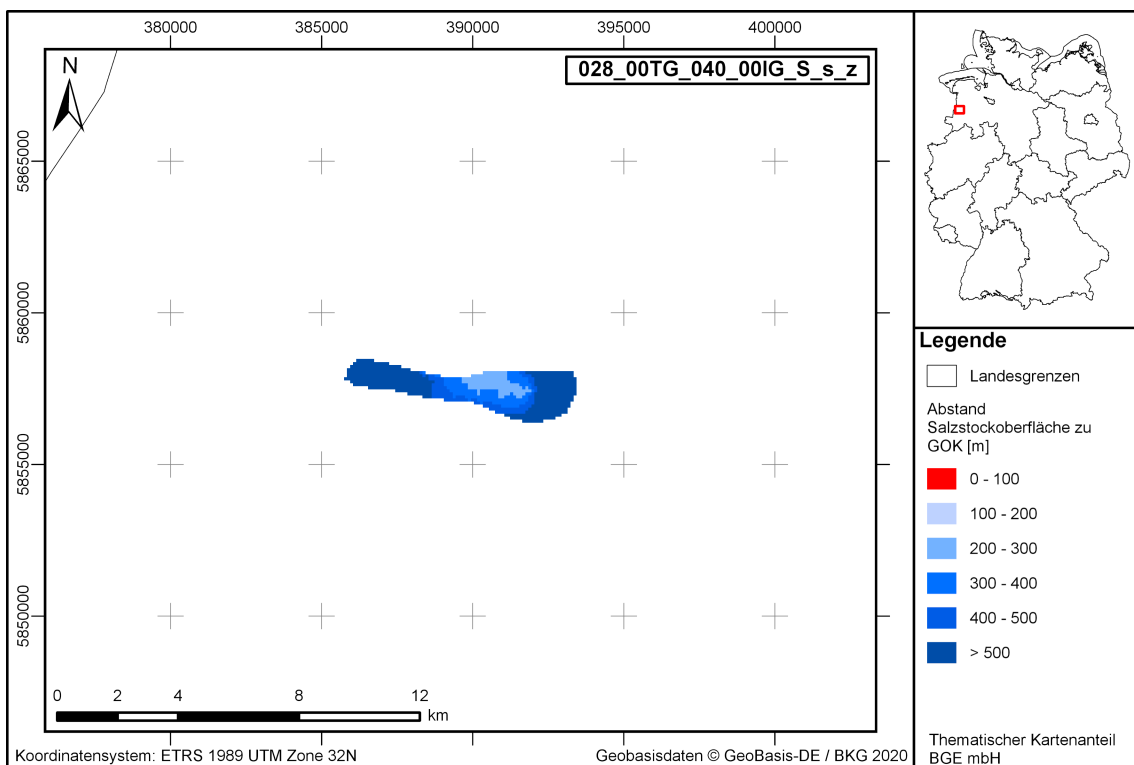 380000
385000
390000
395000
400000
028_00TG_040_00IG_S_s_z
N
5865000
5860000
5855000
5850000
0
2
4
8
12
km
Koordinatensystem: ETRS 1989 UTM Zone 32N
Geobasisdaten © GeoBasis-DE / BKG 2020
Legende
Landesgrenzen
Abstand
Salzstockoberfläche zu
GOK [m]
0 - 100
100 - 200
200 - 300
300 - 400
400 - 500
> 500
Thematischer Kartenanteil
BGE mbH